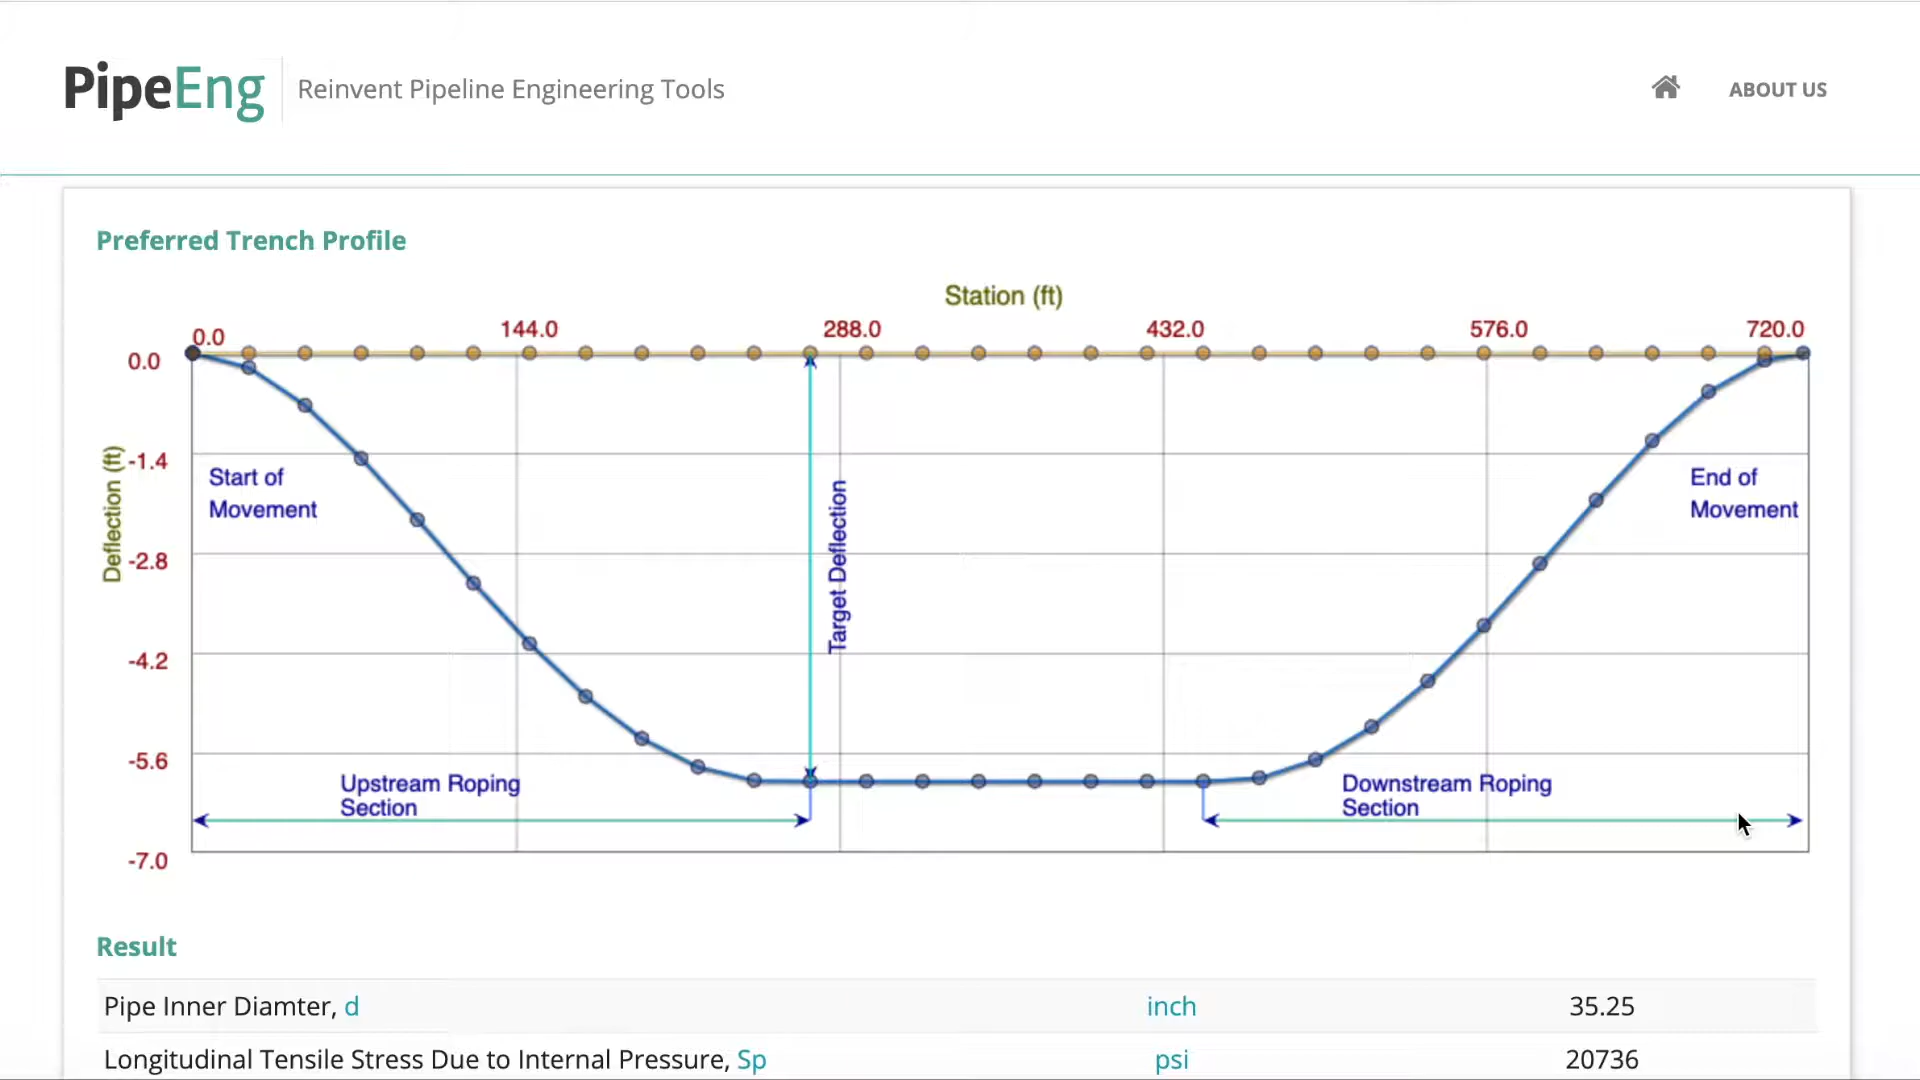 PipeEng
Reinvent Pipeline Engineering Tools
ABOUT US
Preferred Trench Profile
Station (ft)
0.0 144.0 288.0 432.0 576.0 720.0
0.0
-1.4
-2.8
-4.2
-5.6
-7.0
Deflection (ft)
Start of
Movement
Target Deflection
End of
Movement
Upstream Roping
Section
Downstream Roping
Section
Result
Pipe Inner Diamter, d inch 35.25
Longitudinal Tensile Stress Due to Internal Pressure, Sp psi 20736